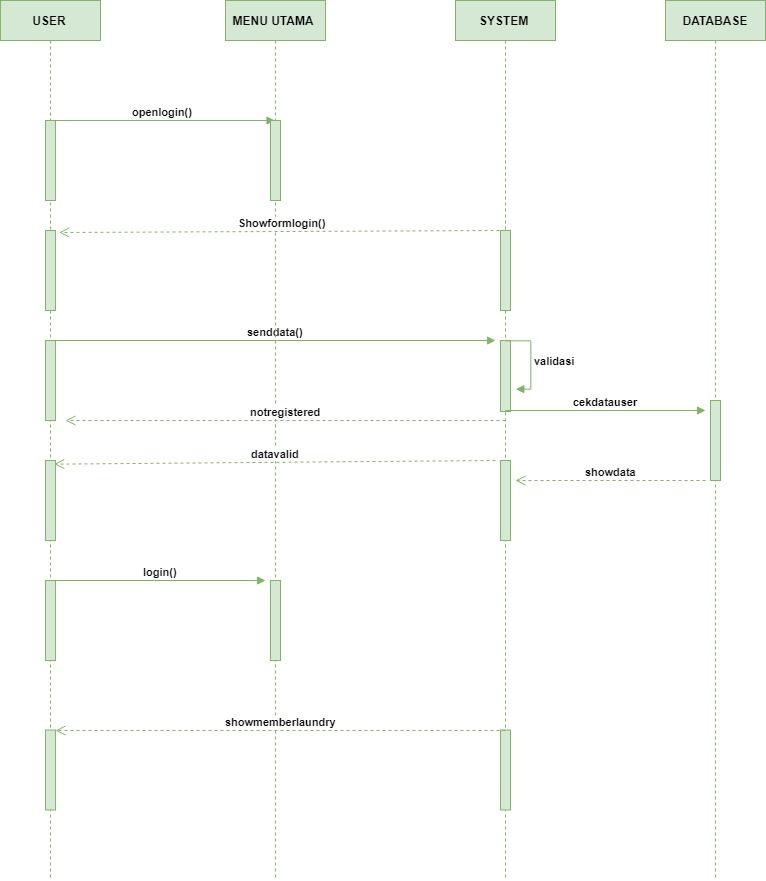 USER
MENU UTAMA
SYSTEM
DATABASE
openlogin()
Showformlogin()
senddata()
validasi
cekdatauser
notregistered
datavalid
showdata
login()
showmemberlaundry